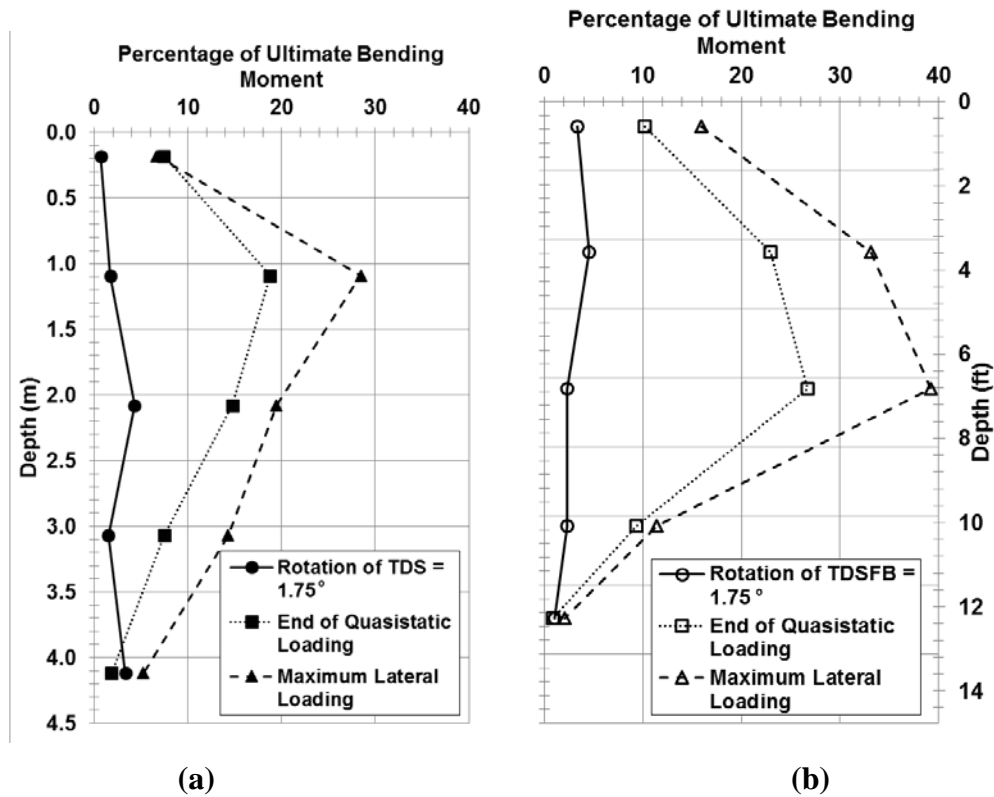 Percentage of Ultimate Bending
Moment
0 10 20 30 40
0.0
0.5
1.0
1.5
2.0
2.5
3.0
3.5
4.0
4.5
Depth (m)
Rotation of TDS =
1.75°
End of Quasistatic
Loading
Maximum Lateral
Loading
(a)
Percentage of Ultimate Bending
Moment
0 10 20 30 40
0
2
4
6
8
10
12
14
Depth (ft)
Rotation of TDSFB =
1.75°
End of Quasistatic
Loading
Maximum Lateral
Loading
(b)